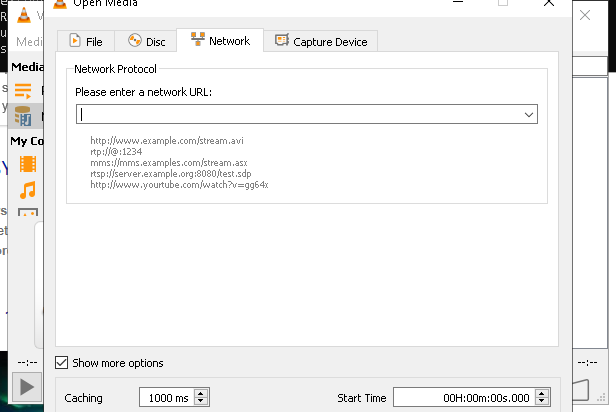 Open Media
Media
File
Disc
Network
Capture Device
Network Protocol
Please enter a network URL:
http://www.example.com/stream.avi
rtp://@:1234
mms://mms.examples.com/stream.asx
rtsp://server.example.org:8080/test.sdp
http://www.yourtube.com/watch?v=gg64x
Media
My Co
--:--
--:--
Show more options
Caching
1000 ms
Start Time
00H:00m:00s.000